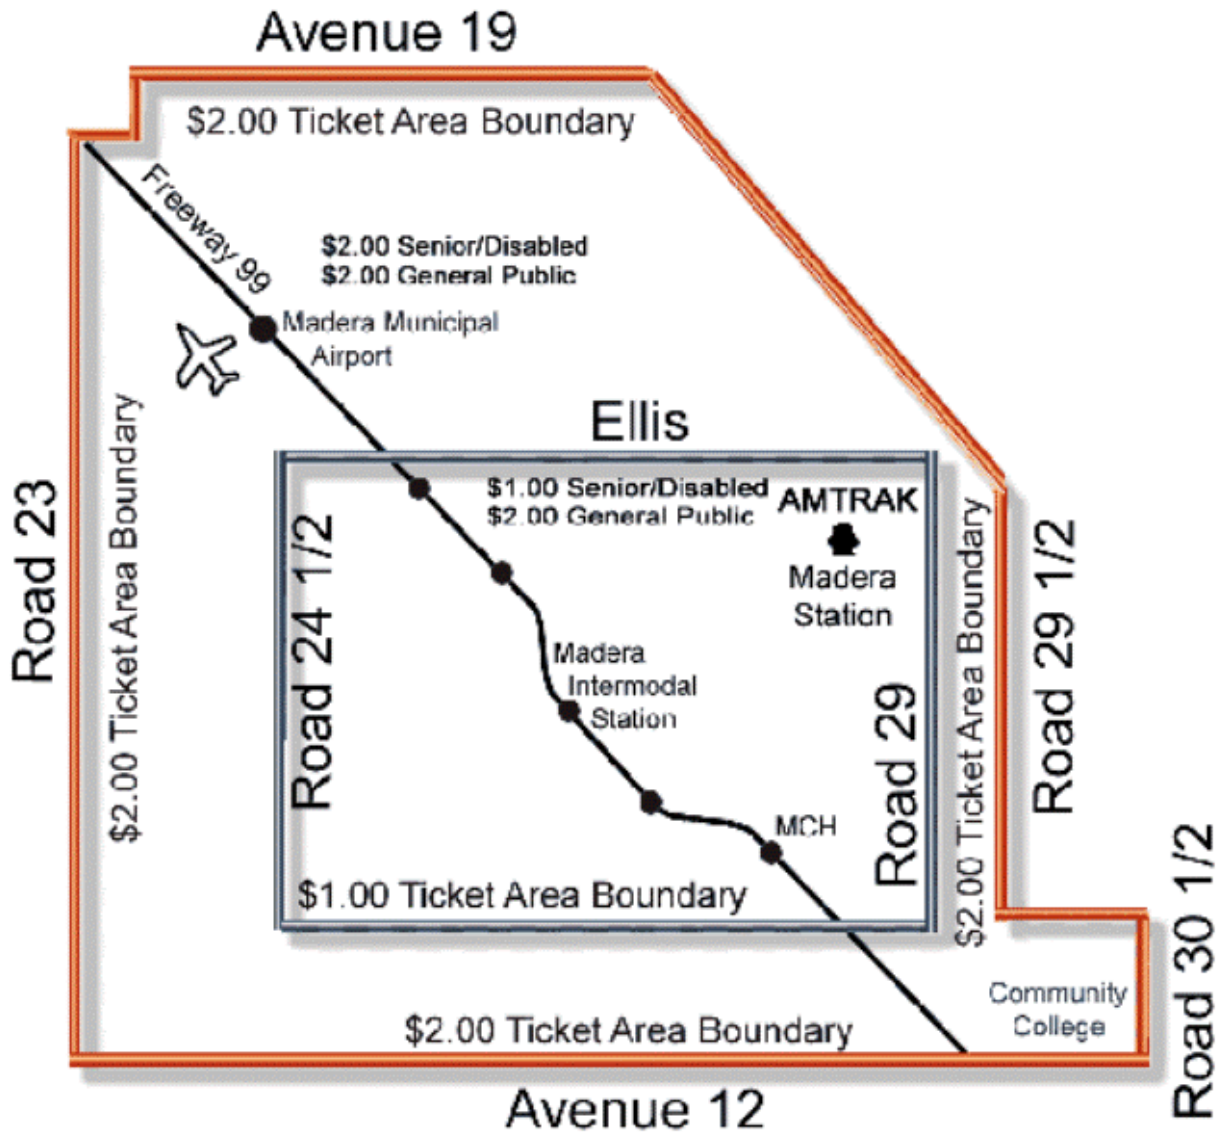 Avenue 19
$2.00 Ticket Area Boundary
Freeway 99
$2.00 Senior/Disabled
$2.00 General Public
Madera Municipal
Airport
Ellis
$1.00 Senior/Disabled
$2.00 General Public
AMTRAK
Madera
Station
Road 23
$2.00 Ticket Area Boundary
Road 24 1/2
Madera
Intermodal
Station
Road 29
$2.00 Ticket Area Boundary
Road 29 1/2
MCH
$1.00 Ticket Area Boundary
Road 30 1/2
Community
College
$2.00 Ticket Area Boundary
Avenue 12